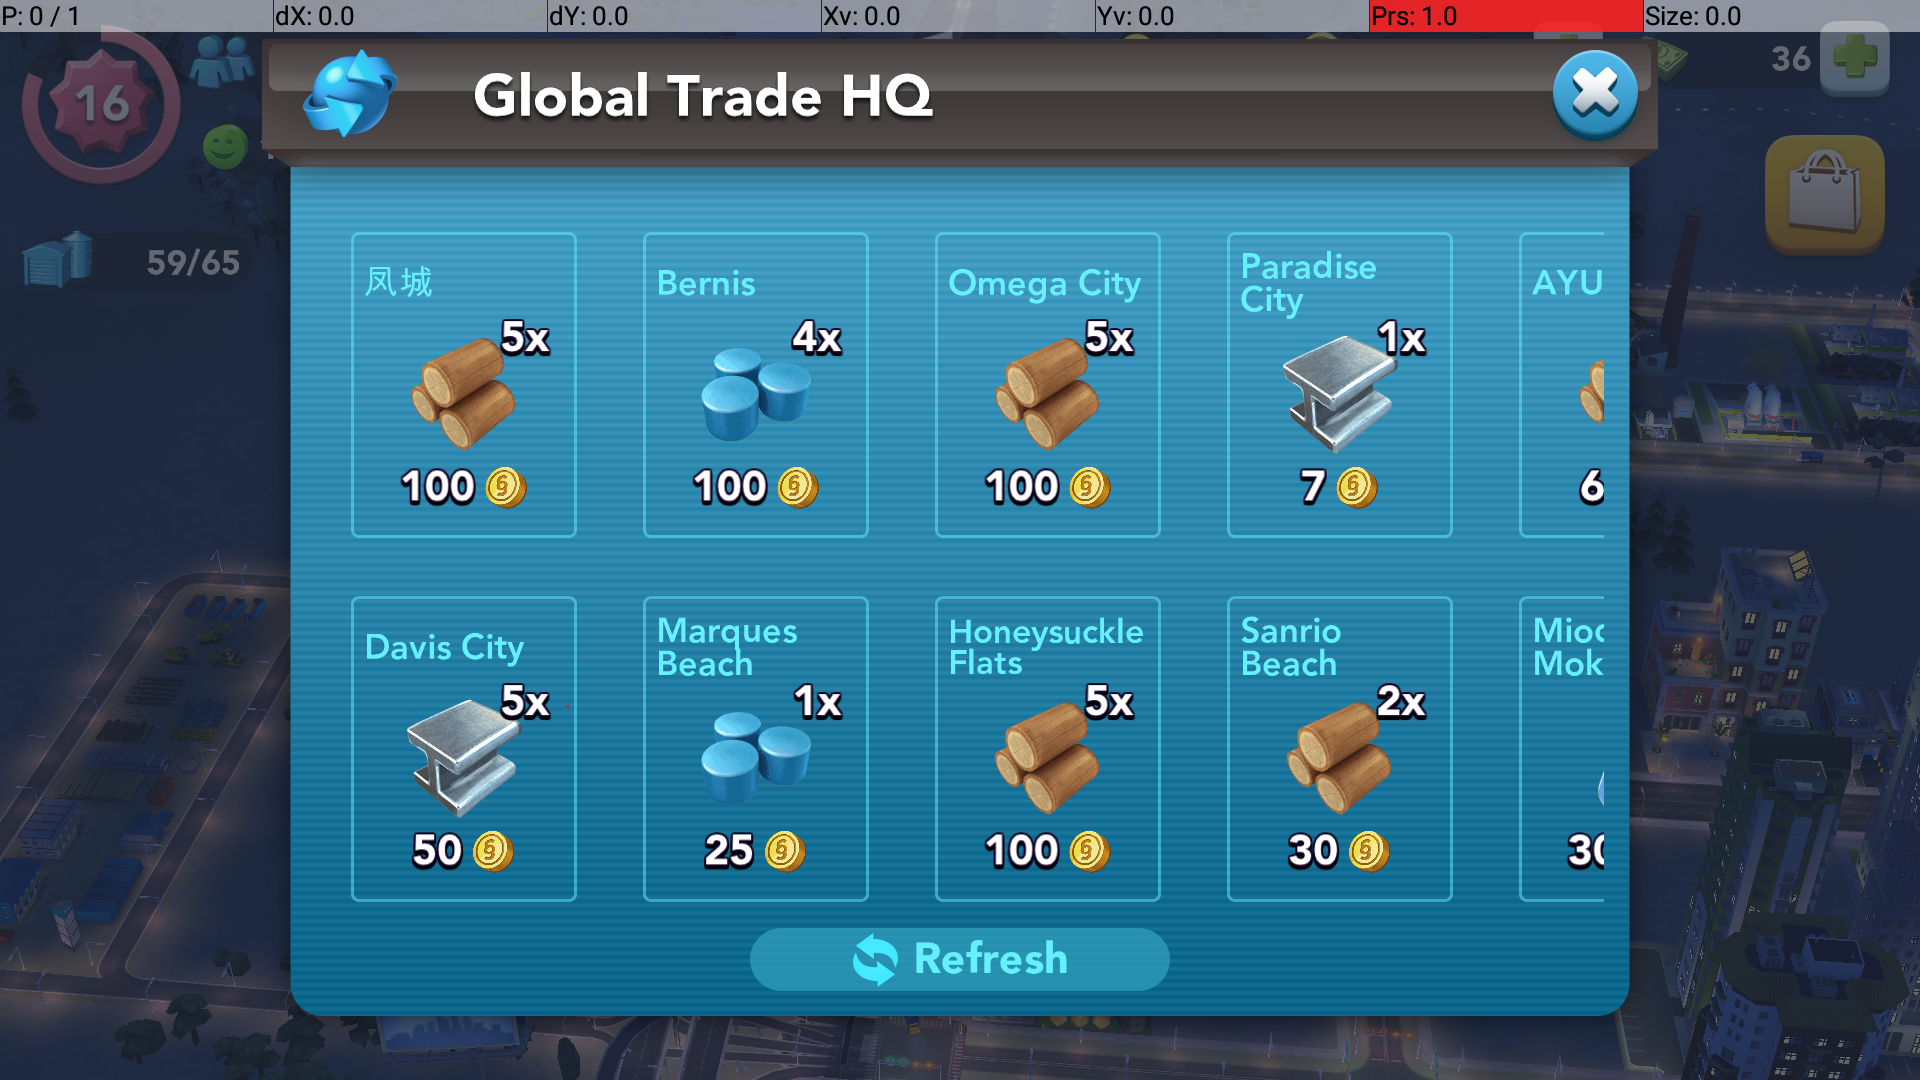 P: 0 / 1 dX: 0.0 dY: 0.0 Xv: 0.0 Yv: 0.0 Prs: 1.0 Size: 0.0
16
Global Trade HQ
36
59/65
凤城
5x
100
Bernis
4x
100
Omega City
5x
100
Paradise
City
1x
7
AYU
6
Davis City
5x
50
Marques
Beach
1x
25
Honeysuckle
Flats
5x
100
Sanrio
Beach
2x
30
Mok
30
Refresh